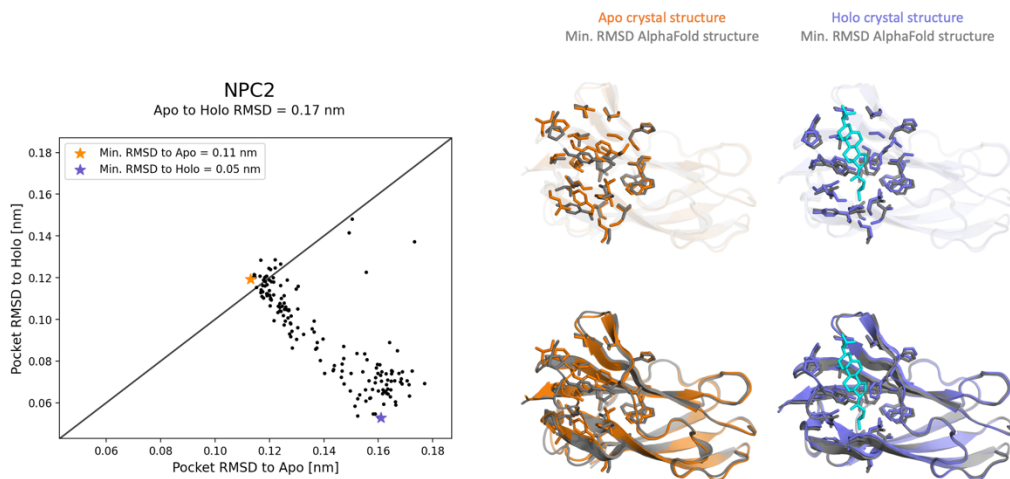 Apo crystal structure
Min. RMSD AlphaFold structure
Holo crystal structure
Min. RMSD AlphaFold structure
NPC2
Apo to Holo RMSD = 0.17 nm
Min. RMSD to Apo = 0.11 nm
Min. RMSD to Holo = 0.05 nm
Pocket RMSD to Holo [nm]
0.18
0.16
0.14
0.12
0.10
0.08
0.06
0.06
0.08
0.10
0.12
0.14
0.16
0.18
Pocket RMSD to Apo [nm]